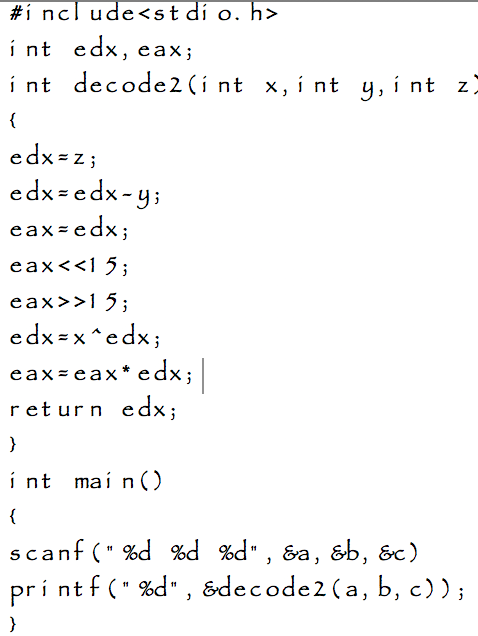 #include<stdio.h>
int edx,eax;
int decode2(int x,int y,int z)
{
edx=z;
edx=edx-y;
eax=edx;
eax<<15;
eax>>15;
edx=x^edx;
eax=eax*edx;
return edx;
}
int main()
{
scanf("%d %d %d",&a,&b,&c)
printf("%d",&decode2(a,b,c));
}